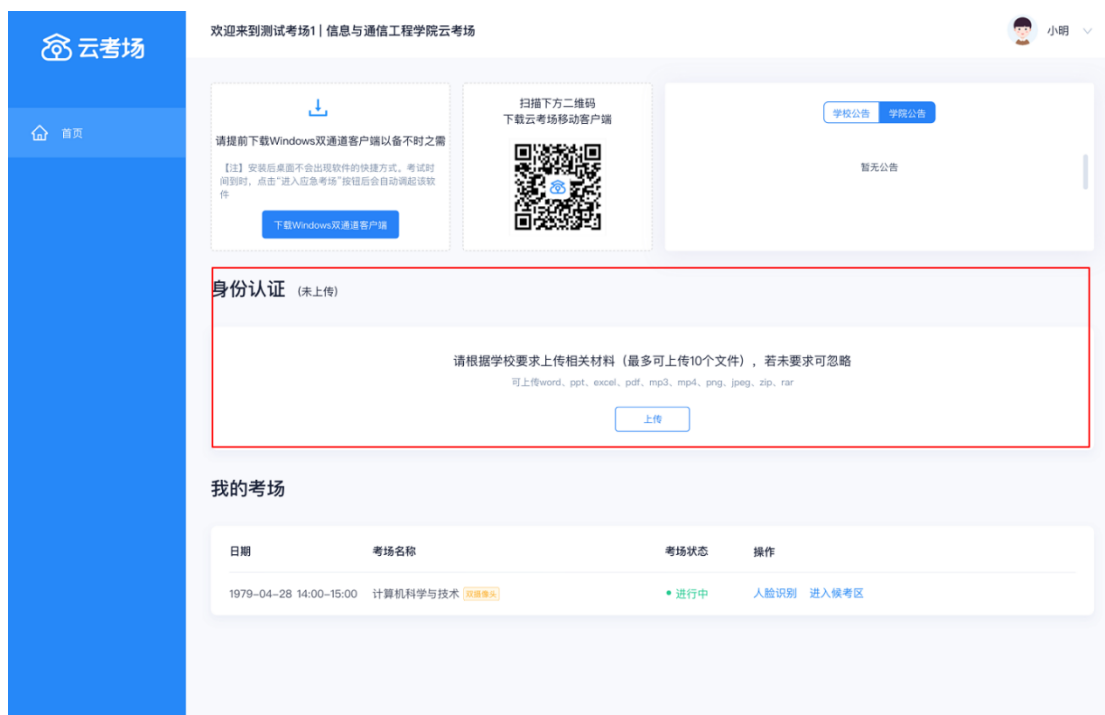 云考场
欢迎来到测试考场1 | 信息与通信工程学院云考场
小明
首页
请提前下载Windows双通道客户端以备不时之需
【注】安装后桌面不会出现软件的快捷方式。考试时
间到时，点击“进入应急考场”按钮后会自动调起该软
件
下载Windows双通道客户端
扫描下方二维码
下载云考场移动客户端
学校公告 学院公告
暂无公告
身份认证 (未上传)
请根据学校要求上传相关材料（最多可上传10个文件），若未要求可忽略
可上传word、ppt、excel、pdf、mp3、mp4、png、jpeg、zip、rar
上传
我的考场
日期 考场名称 考场状态 操作
1979-04-28 14:00-15:00 计算机科学与技术 双摄像头 进行中 人脸识别 进入候考区